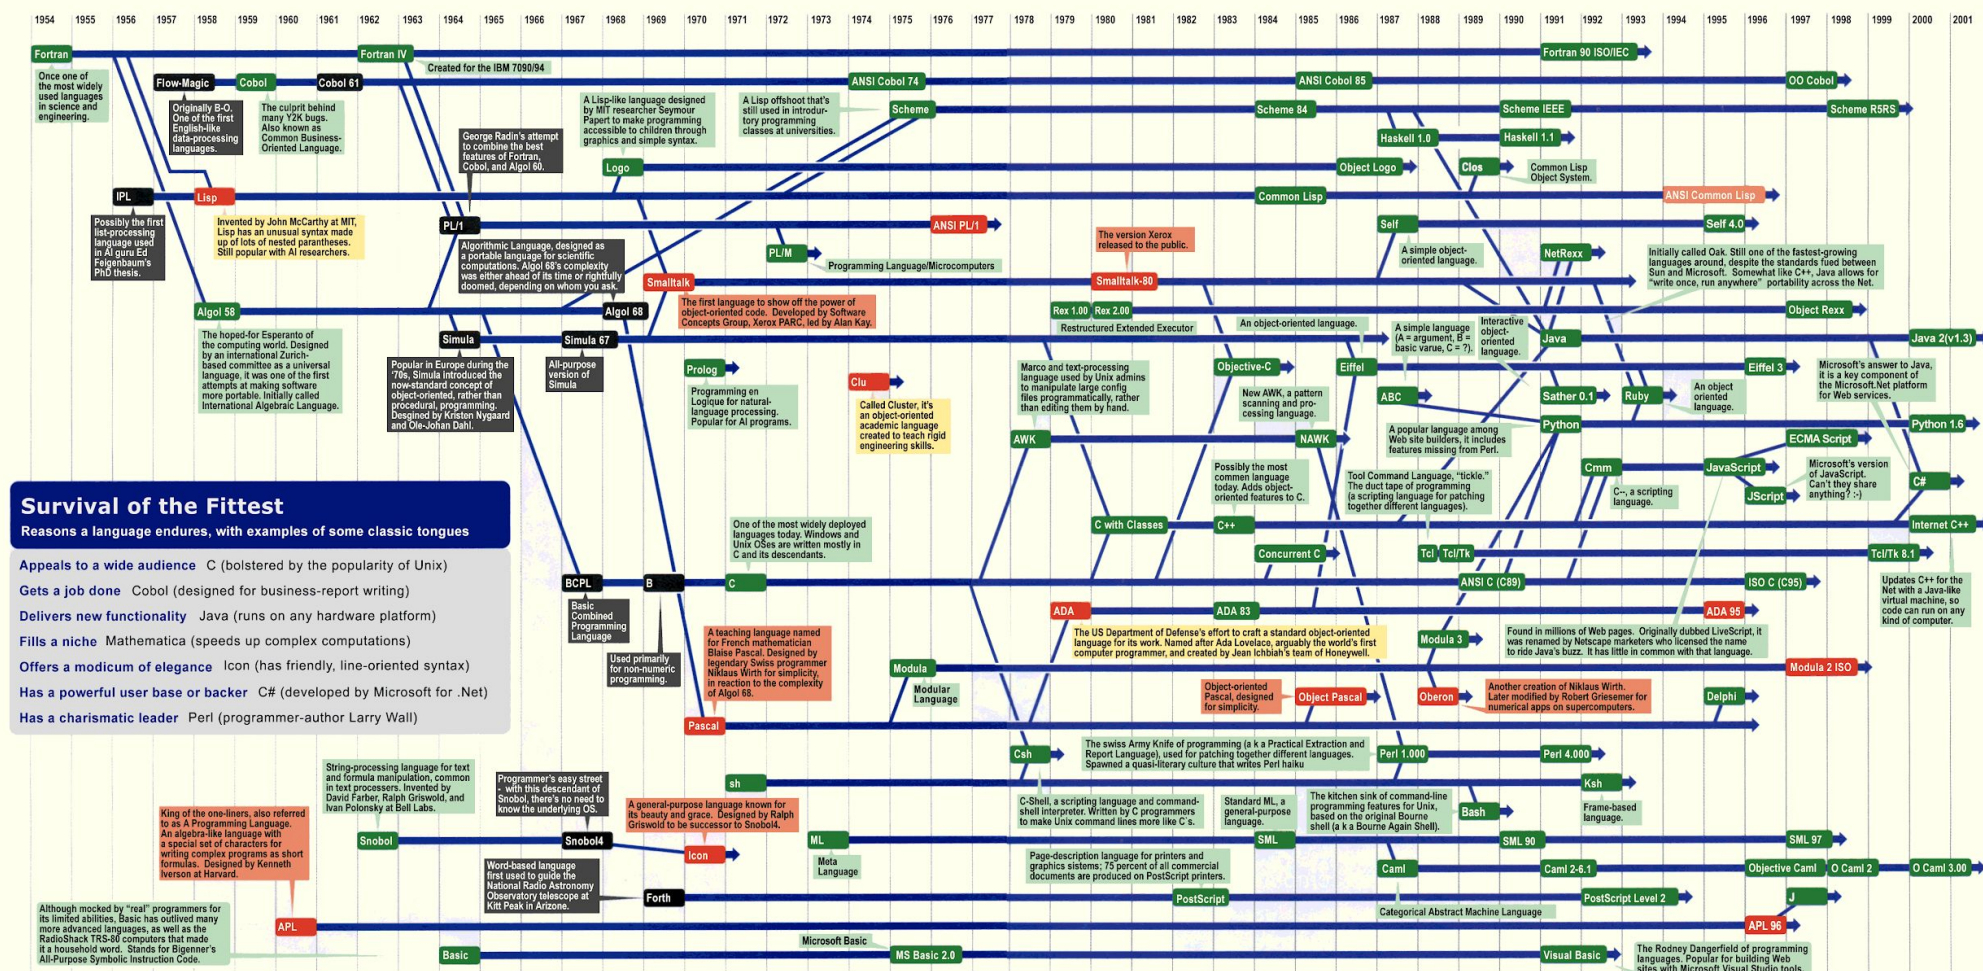 1954 1955 1956 1957 1958 1959 1960 1961 1962 1963 1964 1965 1966 1967 1968 1969 1970 1971 1972 1973 1974 1975 1976 1977 1978 1979 1980 1981 1982 1983 1984 1985 1986 1987 1988 1989 1990 1991 1992 1993 1994 1995 1996 1997 1998 1999 2000 2001
Fortran
Fortran IV
Fortran 90 ISO/IEC
Once one of
the most widely
used languages
in science and
engineering.
Created for the IBM 7090/94
Flow-Magic
Cobol
Cobol 61
ANSI Cobol 74
ANSI Cobol 85
OO Cobol
Originally B-O.
One of the first
English-like
data-processing
languages.
The culprit behind
many Y2K bugs.
Also known as
Common Business-
Oriented Language.
A Lisp-like language designed
by MIT researcher Seymour
Papert to make programming
accessible to children through
graphics and simple syntax.
A Lisp offshoot that's
still used in introduc-
tory programming
classes at universities.
Scheme
Scheme 84
Scheme IEEE
Scheme R5RS
George Radin's attempt
to combine the best
features of Fortran,
Cobol, and Algol 60.
Haskell 1.0
Haskell 1.1
Logo
Object Logo
Clos
Common Lisp
Object System.
IPL
Lisp
Common Lisp
ANSI Common Lisp
Possibly the first
list-processing
language used
in AI guru Ed
Feigenbaum's
PhD thesis.
Invented by John McCarthy at MIT,
Lisp has an unusual syntax made
up of lots of nested parantheses.
Still popular with AI researchers.
PL/1
ANSI PL/1
Self
Self 4.0
Algorithmic Language, designed as
a portable language for scientific
computations. Algol 68's complexity
was either ahead of its time or rightfully
doomed, depending on whom you ask.
PL/M
Programming Language/Microcomputers
The version Xerox
released to the public.
A simple object-
oriented language.
NetRexx
Initially called Oak. Still one of the fastest-growing
languages around, despite the standards fued between
Sun and Microsoft. Somewhat like C++, Java allows for
"write once, run anywhere" portability across the Net.
Smalltalk
Smalltalk-80
The first language to show off the power of
object-oriented code. Developed by Software
Concepts Group, Xerox PARC, led by Alan Kay.
Algol 58
Algol 68
Rex 1.00
Rex 2.00
Object Rexx
The hoped-for Esperanto of
the computing world. Designed
by an international Zurich-
based committee as a universal
language, it was one of the first
attempts at making software
more portable. Initially called
International Algebraic Language.
Restructured Extended Executor
An object-oriented language.
A simple language
(A = argument, B =
basic varue, C = ?).
Interactive
object-
oriented
language.
Simula
Simula 67
Java
Java 2(v1.3)
Popular in Europe during the
'70s, Simula introduced the
now-standard concept of
object-oriented, rather than
procedural, programming.
Desgined by Kristen Nygaard
and Ole-Johan Dahl.
All-purpose
version of
Simula
Prolog
Programming en
Logique for natural-
language processing.
Popular for AI programs.
Clu
Called Cluster, it's
an object-oriented
academic language
created to teach rigid
engineering skills.
Marco and text-processing
language used by Unix admins
to manipulate large config
files programmatically, rather
than editing them by hand.
Objective-C
Eiffel
Eiffel 3
Microsoft's answer to Java,
it is a key component of
the Microsoft.Net platform
for Web services.
New AWK, a pattern
scanning and pro-
cessing language.
ABC
Sather 0.1
Ruby
An object
oriented
language.
AWK
NAWK
A popular language among
Web site builders, it includes
features missing from Perl.
Python
Python 1.6
ECMA Script
Possibly the most
commen language
today. Adds object-
oriented features to C.
Tool Command Language, "tickle."
The duct tape of programming
(a scripting language for patching
together different languages).
Cmm
JavaScript
Microsoft's version
of JavaScript.
Can't they share
anything? :-)
C--, a scripting
language.
JScript
C#
Survival of the Fittest
Reasons a language endures, with examples of some classic tongues
Appeals to a wide audience C (bolstered by the popularity of Unix)
Gets a job done Cobol (designed for business-report writing)
Delivers new functionality Java (runs on any hardware platform)
Fills a niche Mathematica (speeds up complex computations)
Offers a modicum of elegance Icon (has friendly, line-oriented syntax)
Has a powerful user base or backer C# (developed by Microsoft for .Net)
Has a charismatic leader Perl (programmer-author Larry Wall)
One of the most widely deployed
languages today. Windows and
Unix OSes are written mostly in
C and its descendants.
C with Classes
C++
Internet C++
Concurrent C
Tcl
Tcl/Tk
Tcl/Tk 8.1
BCPL
B
C
ANSI C (C89)
ISO C (C95)
Updates C++ for the
Net with a Java-like
virtual machine, so
code can run on any
kind of computer.
Basic
Combined
Programming
Language
Used primarily
for non-numeric
programming.
ADA
ADA 83
ADA 95
A teaching language named
for French mathematician
Blaise Pascal. Designed by
legendary Swiss programmer
Niklaus Wirth for simplicity,
in reaction to the complexity
of Algol 68.
The US Department of Defense's effort to craft a standard object-oriented
language for its work. Named after Ada Lovelace, arguably the world's first
computer programmer, and created by Jean Ichbiah's team of Honeywell.
Modula 3
Found in millions of Web pages. Originally dubbed LiveScript, it
was renamed by Netscape marketers who licensed the name
to ride Java's buzz. It has little in common with that language.
Modula
Modula 2 ISO
Modular
Language
Object-oriented
Pascal, designed
for simplicity.
Object Pascal
Oberon
Another creation of Niklaus Wirth.
Later modified by Robert Griesemer for
numerical apps on supercomputers.
Delphi
Pascal
Csh
The swiss Army Knife of programming (a k a Practical Extraction and
Report Language), used for patching together different languages.
Spawned a quasi-literary culture that writes Perl haiku
Perl 1.000
Perl 4.000
String-processing language for text
and formula manipulation, common
in text processors. Invented by
David Farber, Ralph Griswold, and
Ivan Polonsky at Bell Labs.
Programmer's easy street
- with this descendant of
Snobol, there's no need to
know the underlying OS.
sh
Ksh
A general-purpose language known for
its beauty and grace. Designed by Ralph
Griswold to be successor to Snobol4.
C-Shell, a scripting language and command-
shell interpreter. Written by C programmers
to make Unix command lines more like C`s.
Standard ML, a
general-purpose
language.
The kitchen sink of command-line
programming features for Unix,
based on the original Bourne
shell (a k a Bourne Again Shell).
Bash
Frame-based
language.
King of the one-liners, also referred
to as A Programming Language.
An algebra-like language with
a special set of characters for
writing complex programs as short
formulas. Designed by Kenneth
Iverson at Harvard.
Snobol
Snobol4
Icon
ML
SML
SML 90
SML 97
Meta
Language
Word-based language
first used to guide the
National Radio Astronomy
Observatory telescope at
Kitt Peak in Arizone.
Page-description language for printers and
graphics sistems; 75 percent of all commercial
documents are produced on PostScript printers.
Caml
Caml 2-6.1
Objective Caml
O Caml 2
O Caml 3.00
Forth
PostScript
PostScript Level 2
J
Categorical Abstract Machine Language
Although mocked by "real" programmers for
its limited abilities, Basic has outlived many
more advanced languages, as well as the
RadioShack TRS-80 computers that made
it a household word. Stands for Bigenner's
All-Purpose Symbolic Instruction Code.
APL
APL 96
Microsoft Basic
Basic
MS Basic 2.0
Visual Basic
The Rodney Dangerfield of programming
languages. Popular for building Web
sites with Microsoft Visual Studio tools